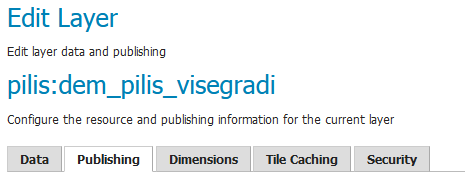 Edit Layer
Edit layer data and publishing
pilis:dem_pilis_visegradi
Configure the resource and publishing information for the current layer
Data Publishing Dimensions Tile Caching Security